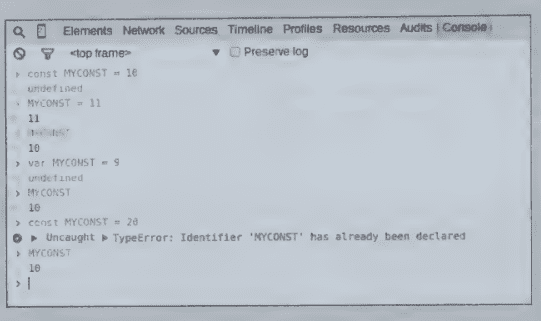 Elements Network Sources Timeline Profiles Resources Audits Console
<top frame> ▼ Preserve log
> const MYCONST = 10
undefined
> MYCONST = 11
11
10
> var MYCONST = 9
undefined
> MYCONST
10
> const MYCONST = 20
▶ Uncaught ▶ TypeError: Identifier 'MYCONST' has already been declared
> MYCONST
10
>